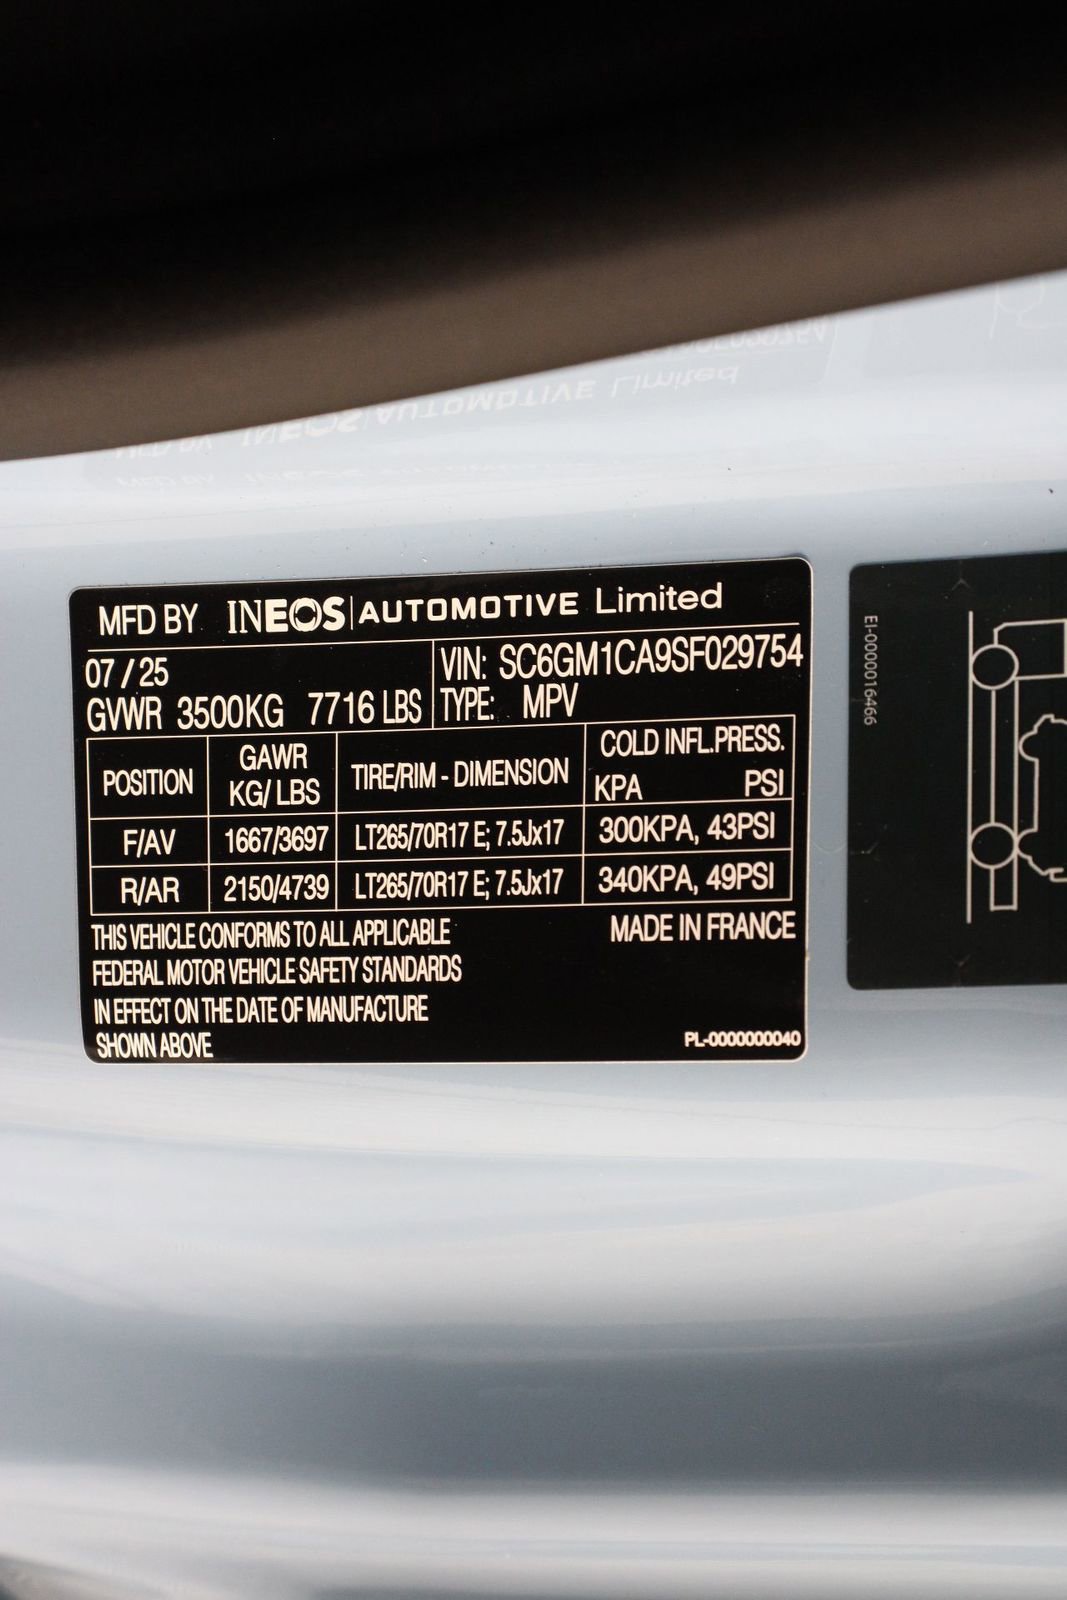 MFD BY INEOS AUTOMOTIVE Limited
07 / 25
GVWR 3500KG 7716 LBS
VIN: SC6GM1CA9SF029754
TYPE: MPV
POSITION GAWR KG/ LBS TIRE/RIM - DIMENSION COLD INFL.PRESS. KPA PSI
F/AV 1667/3697 LT265/70R17 E; 7.5Jx17 300KPA, 43PSI
R/AR 2150/4739 LT265/70R17 E; 7.5Jx17 340KPA, 49PSI
THIS VEHICLE CONFORMS TO ALL APPLICABLE
FEDERAL MOTOR VEHICLE SAFETY STANDARDS
IN EFFECT ON THE DATE OF MANUFACTURE
SHOWN ABOVE
MADE IN FRANCE
PL-0000000040
EI-0000016466